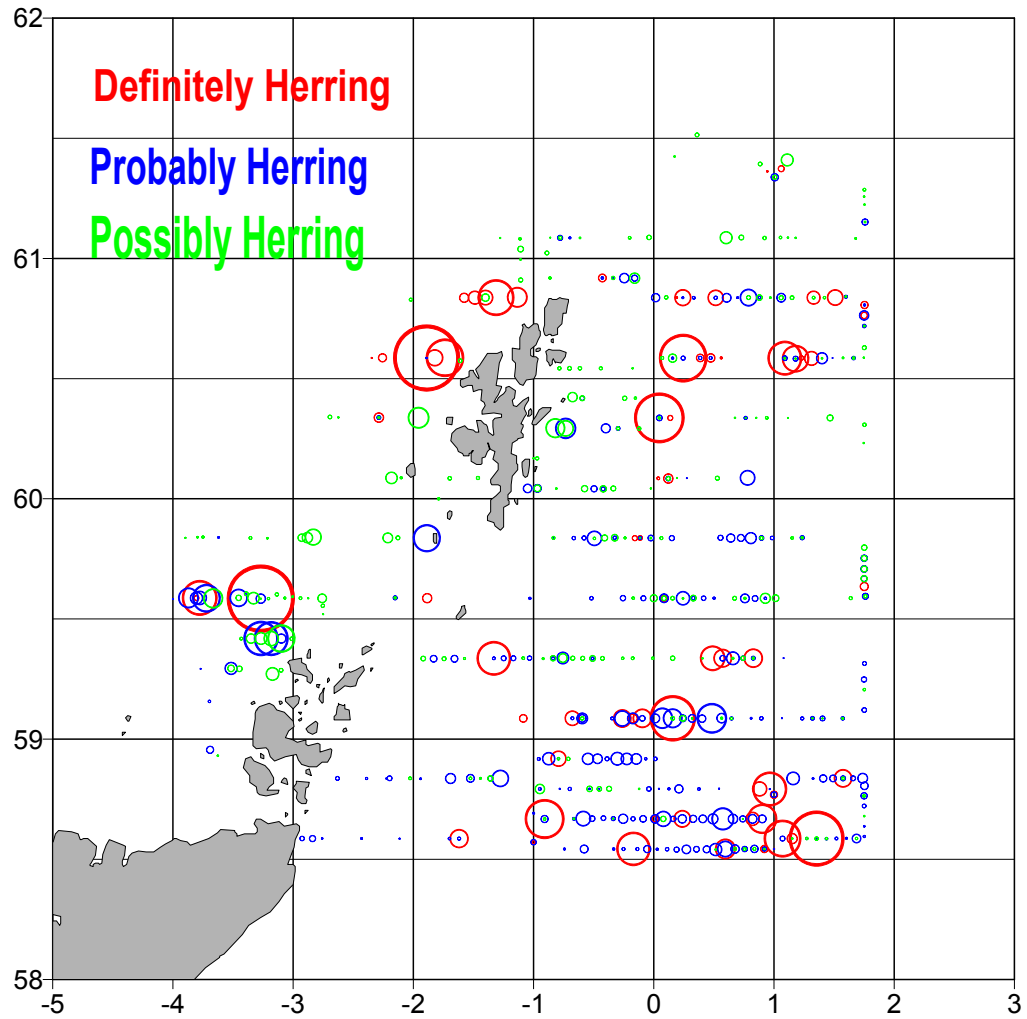 62
Definitely Herring
Probably Herring
Possibly Herring
61
60
59
58
-5 -4 -3 -2 -1 0 1 2 3